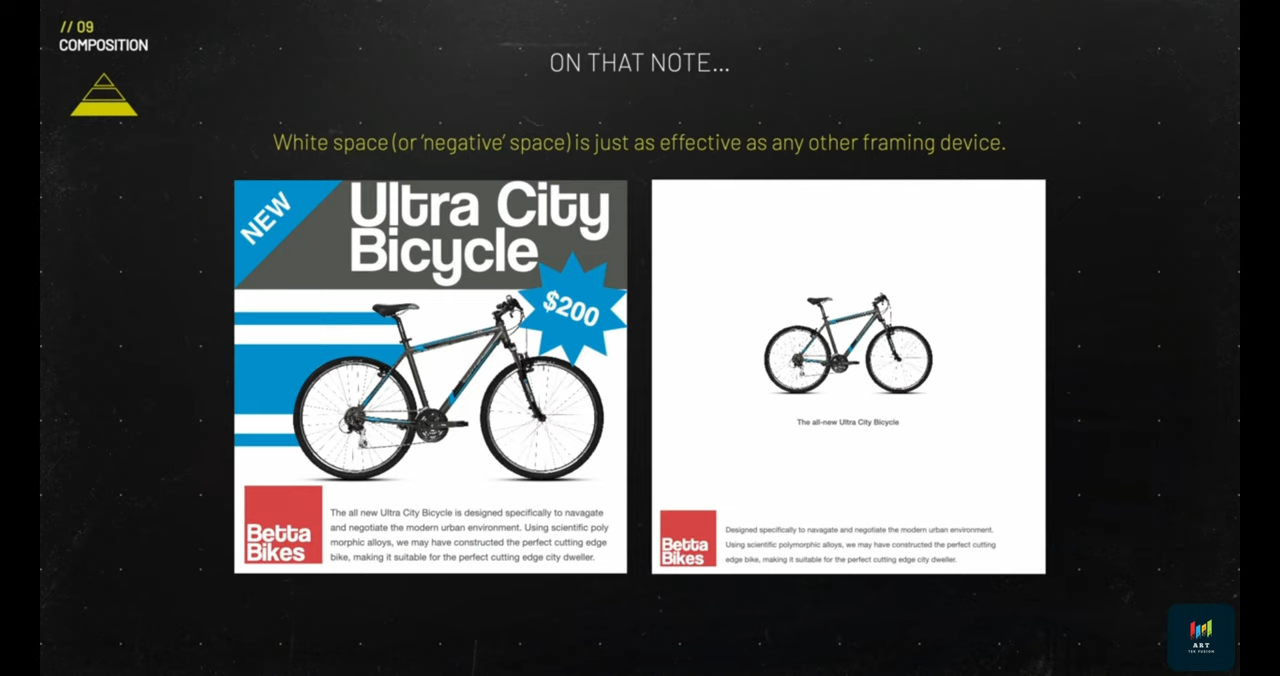 // 09
COMPOSITION
ON THAT NOTE...
White space (or ‘negative’ space) is just as effective as any other framing device.
NEW
Ultra City
Bicycle
$200
Betta
Bikes
The all new Ultra City Bicycle is designed specifically to navagate
and negotiate the modern urban environment. Using scientific poly
morphic alloys, we may have constructed the perfect cutting edge
bike, making it suitable for the perfect cutting edge city dweller.
The all-new Ultra City Bicycle
Betta
Bikes
Designed specifically to navagate and negotiate the modern urban environment.
Using scientific polymorphic alloys, we may have constructed the perfect cutting
edge bike, making it suitable for the perfect cutting edge city dweller.
ART